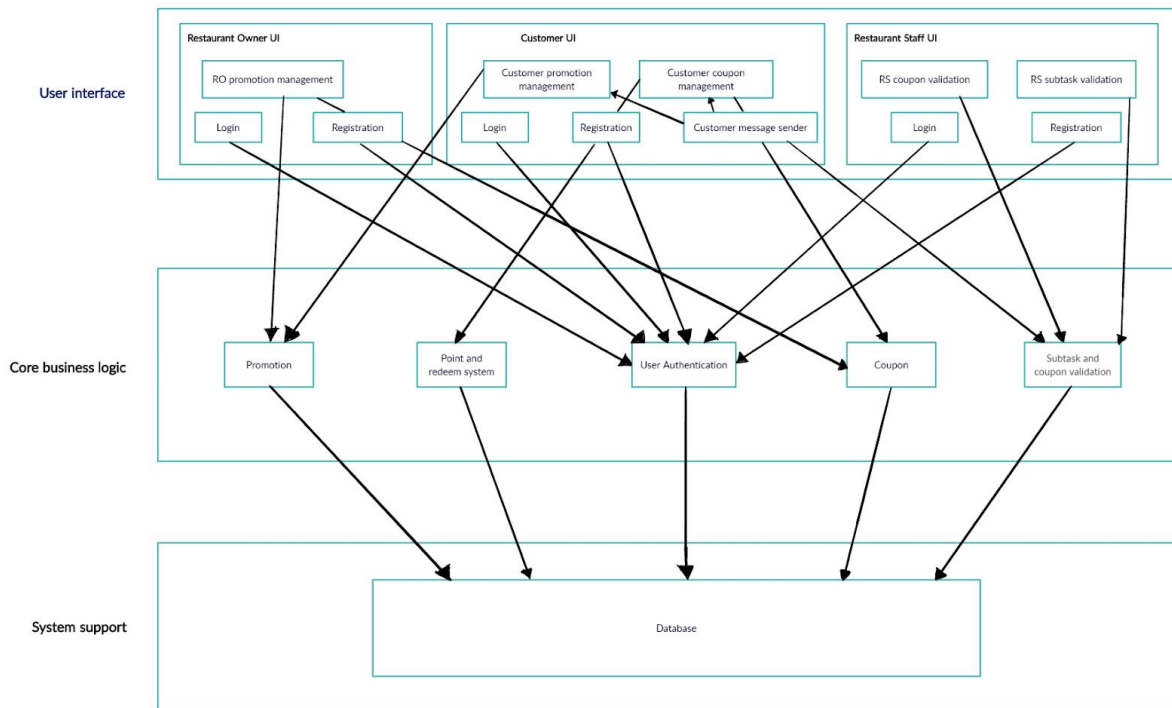 Restaurant Owner UI
Customer UI
Restaurant Staff UI
User interface
RO promotion management
Customer promotion
management
Customer coupon
management
RS coupon validation
RS subtask validation
Login
Registration
Login
Registration
Customer message sender
Login
Registration
Core business logic
Promotion
Point and
redeem system
User Authentication
Coupon
Subtask and
coupon validation
System support
Database